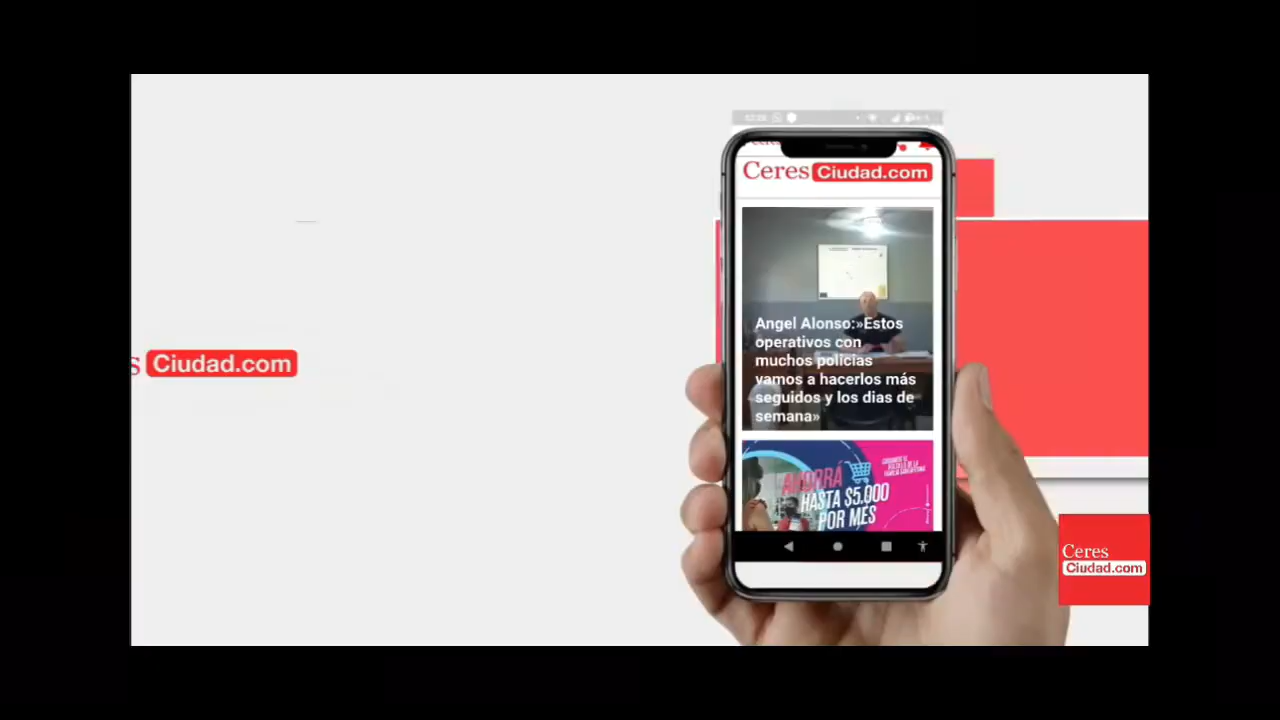 Ceres Ciudad.com
Angel Alonso:»Estos
operativos con
muchos policias
vamos a hacerlos más
seguidos y los dias de
semana»
AHORRÁ
HASTA $5.000
POR MES
s Ciudad.com
Ceres
Ciudad.com